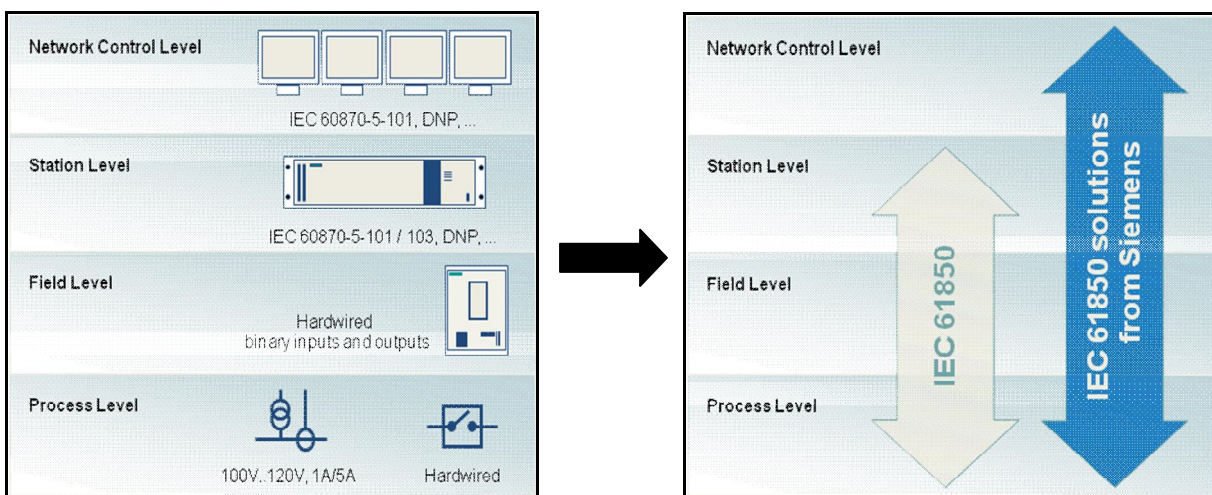 Network Control Level
IEC 60870-5-101, DNP, ...
Station Level
IEC 60870-5-101 / 103, DNP, ...
Field Level
Hardwired
binary inputs and outputs
Process Level
100V..120V, 1A/5A
Hardwired
Network Control Level
Station Level
Field Level
Process Level
IEC 61850
IEC 61850 solutions
from Siemens